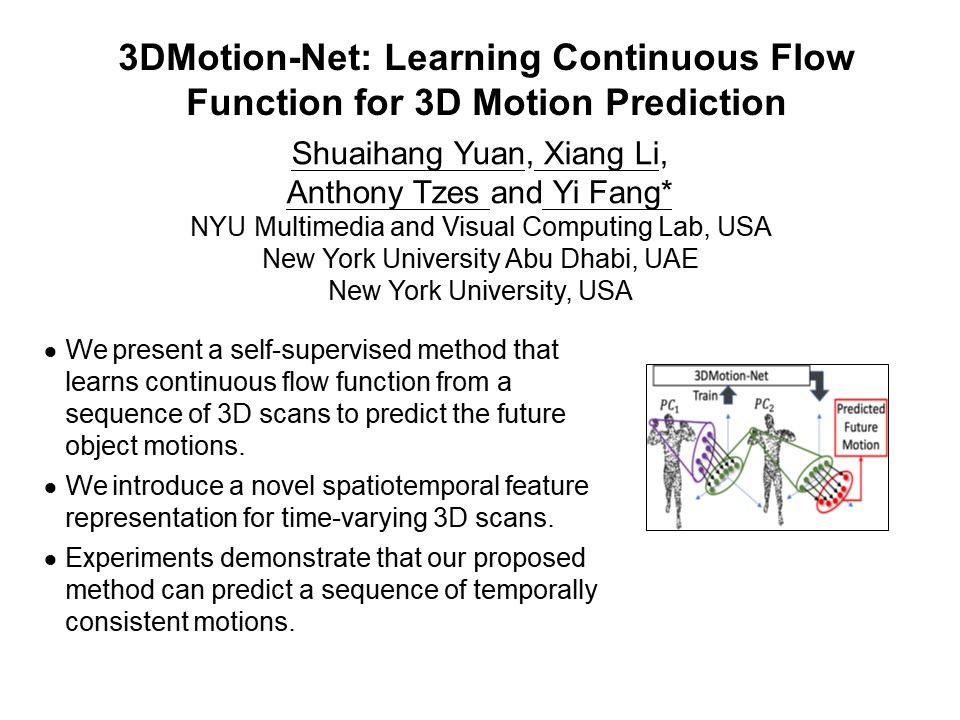 3DMotion-Net: Learning Continuous Flow
Function for 3D Motion Prediction
Shuaihang Yuan, Xiang Li,
Anthony Tzes and Yi Fang*
NYU Multimedia and Visual Computing Lab, USA
New York University Abu Dhabi, UAE
New York University, USA
● We present a self-supervised method that
learns continuous flow function from a
sequence of 3D scans to predict the future
object motions.
● We introduce a novel spatiotemporal feature
representation for time-varying 3D scans.
● Experiments demonstrate that our proposed
method can predict a sequence of temporally
consistent motions.
3DMotion-Net
Train
PC₁
PC₂
Predicted
Future
Motion